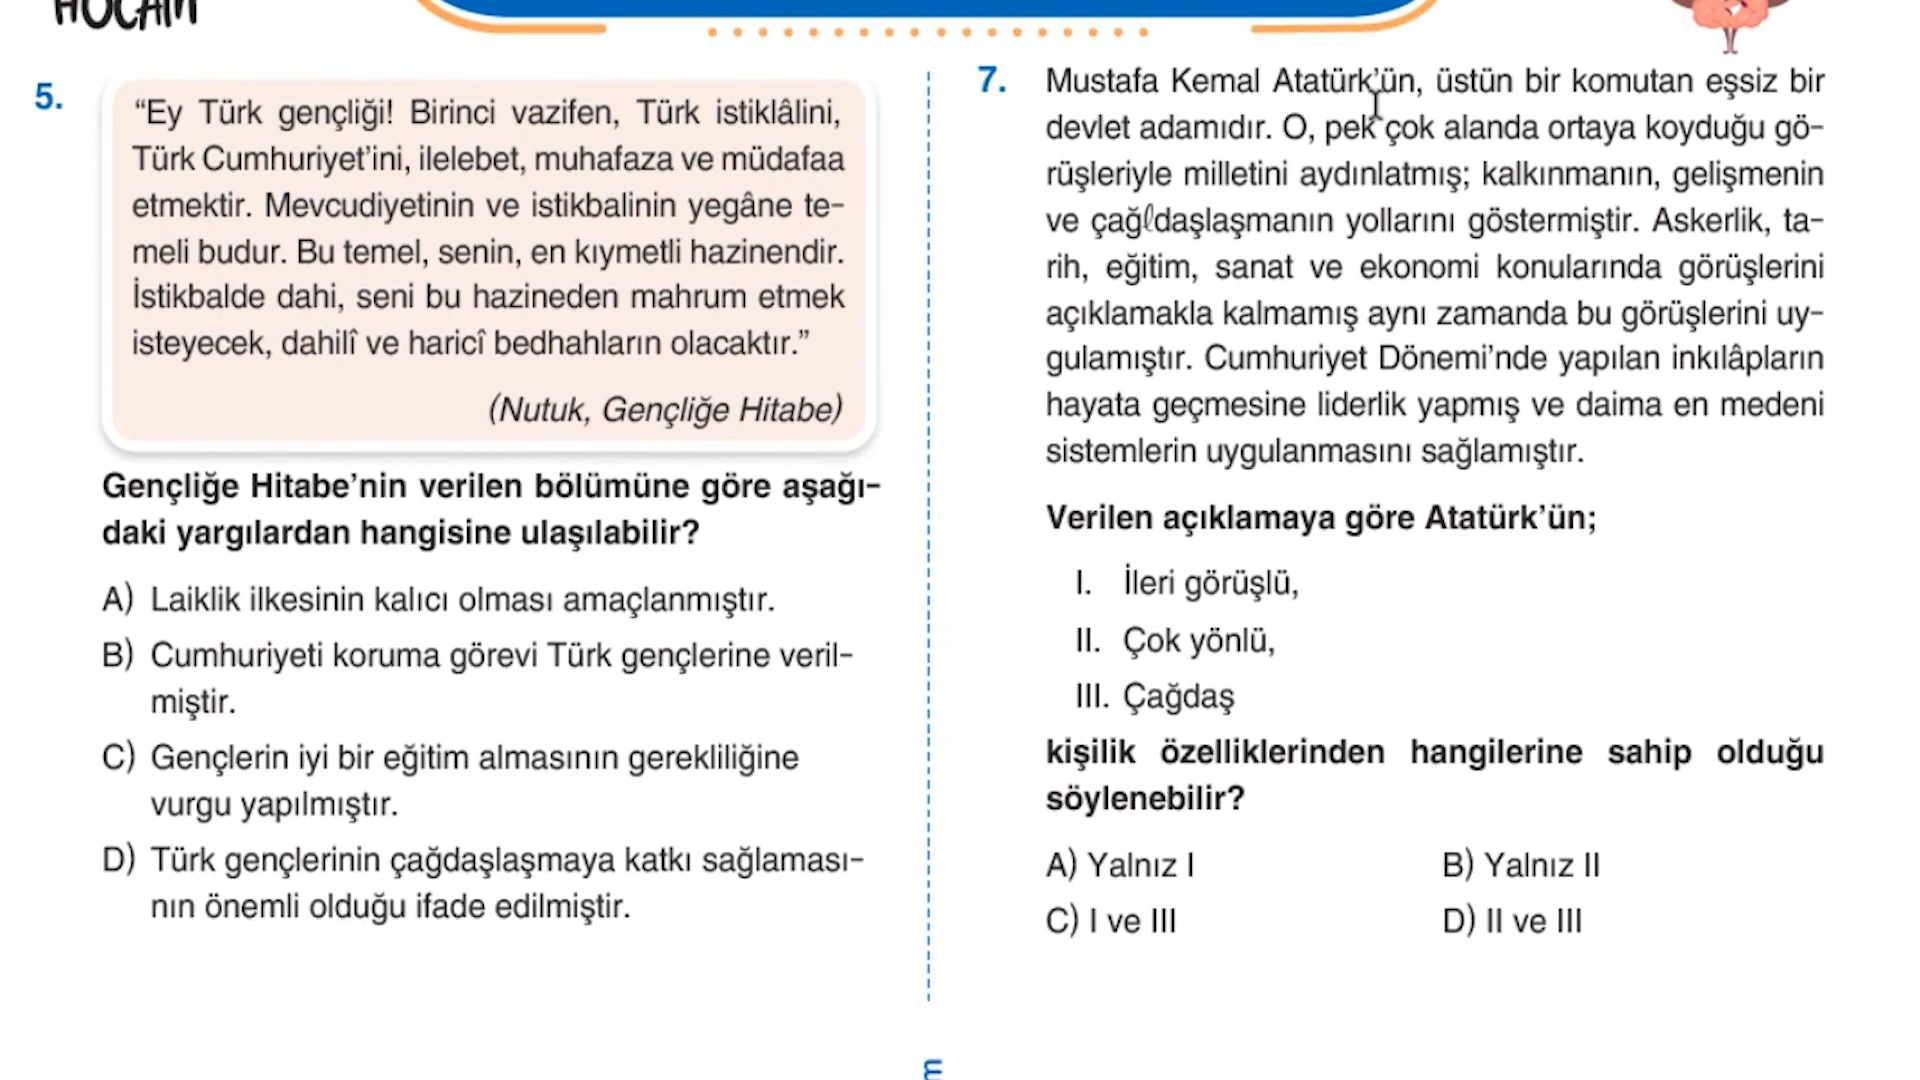 HOCAM
5.
“Ey Türk gençliği! Birinci vazifen, Türk istiklâlini,
Türk Cumhuriyet’ini, ilelebet, muhafaza ve müdafaa
etmektir. Mevcudiyetinin ve istikbalinin yegâne te-
meli budur. Bu temel, senin, en kıymetli hazinendir.
İstikbalde dahi, seni bu hazineden mahrum etmek
isteyecek, dahilî ve haricî bedhahların olacaktır.”
(Nutuk, Gençliğe Hitabe)
Gençliğe Hitabe’nin verilen bölümüne göre aşağı-
daki yargılardan hangisine ulaşılabilir?
A) Laiklik ilkesinin kalıcı olması amaçlanmıştır.
B) Cumhuriyeti koruma görevi Türk gençlerine veril-
miştir.
C) Gençlerin iyi bir eğitim almasının gerekliliğine
vurgu yapılmıştır.
D) Türk gençlerinin çağdaşlaşmaya katkı sağlaması-
nın önemli olduğu ifade edilmiştir.
7.
Mustafa Kemal Atatürk’ün, üstün bir komutan eşsiz bir
devlet adamıdır. O, pek çok alanda ortaya koyduğu gö-
rüşleriyle milletini aydınlatmış; kalkınmanın, gelişmenin
ve çağdaşlaşmanın yollarını göstermiştir. Askerlik, ta-
rih, eğitim, sanat ve ekonomi konularında görüşlerini
açıklamakla kalmamış aynı zamanda bu görüşlerini uy-
gulamıştır. Cumhuriyet Dönemi’nde yapılan inkılâpların
hayata geçmesine liderlik yapmış ve daima en medeni
sistemlerin uygulanmasını sağlamıştır.
Verilen açıklamaya göre Atatürk’ün;
I. İleri görüşlü,
II. Çok yönlü,
III. Çağdaş
kişilik özelliklerinden hangilerine sahip olduğu
söylenebilir?
A) Yalnız I
B) Yalnız II
C) I ve III
D) II ve III